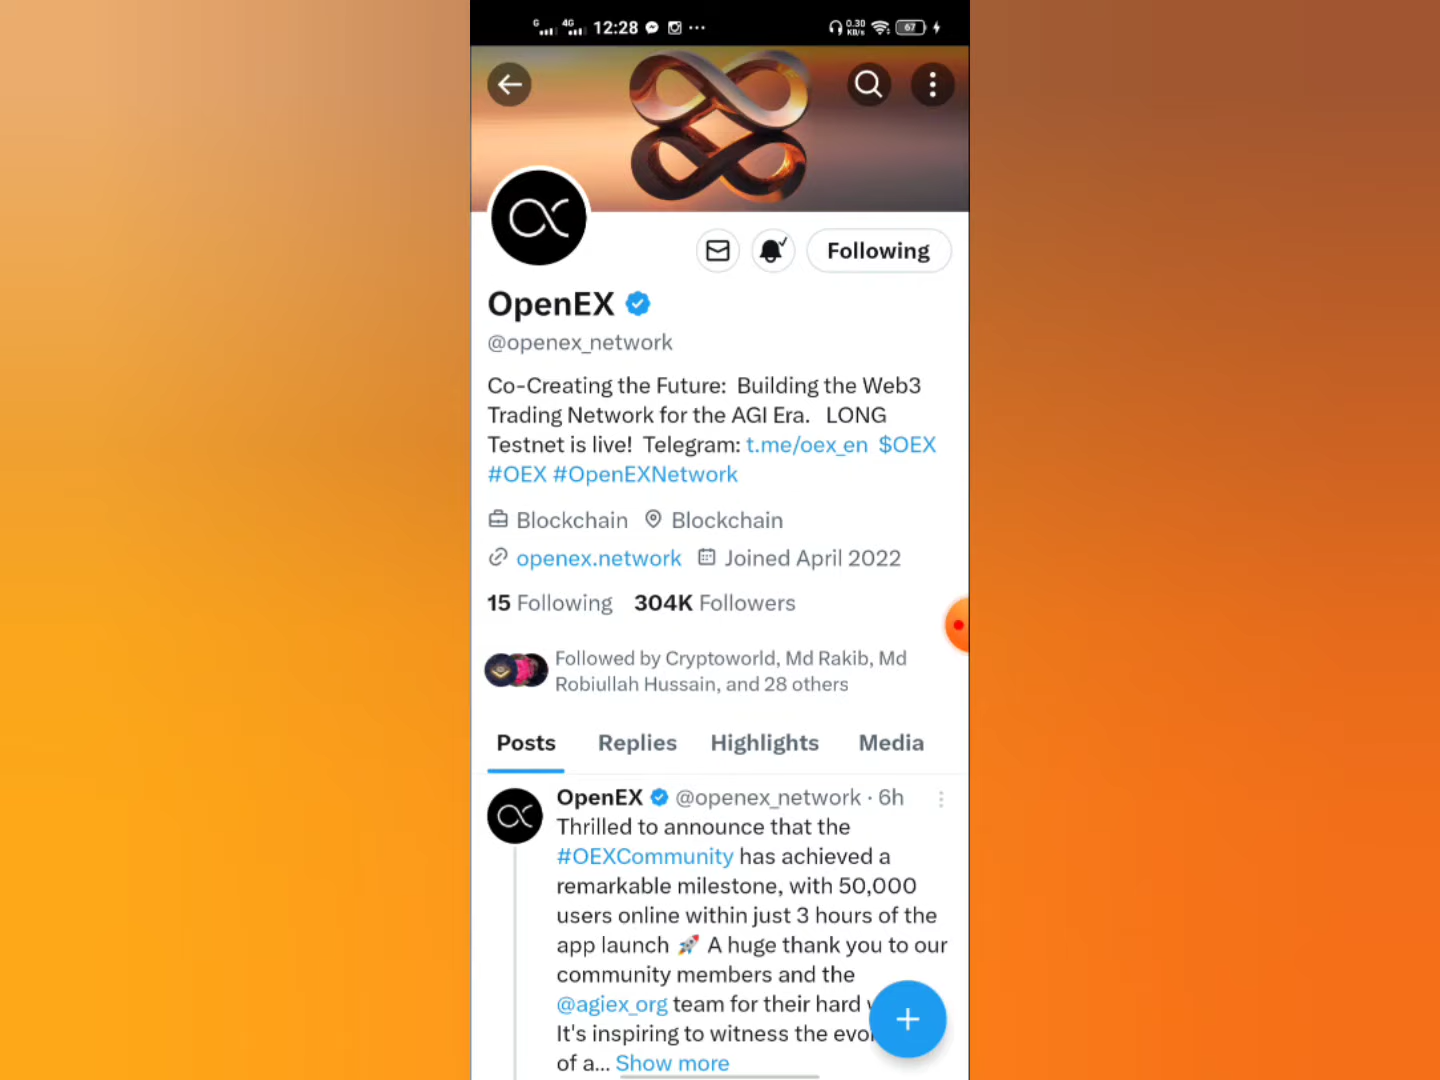 G 4G 12:28 ... 0.30 KB/s 67
Following
OpenEX
@openex_network
Co-Creating the Future: Building the Web3
Trading Network for the AGI Era. LONG
Testnet is live! Telegram: t.me/oex_en $OEX
#OEX #OpenEXNetwork
Blockchain Blockchain
openex.network Joined April 2022
15 Following 304K Followers
Followed by Cryptoworld, Md Rakib, Md
Robiullah Hussain, and 28 others
Posts Replies Highlights Media
OpenEX @openex_network · 6h
Thrilled to announce that the
#OEXCommunity has achieved a
remarkable milestone, with 50,000
users online within just 3 hours of the
app launch 🚀 A huge thank you to our
community members and the
@agiex_org team for their hard
It's inspiring to witness the
of a... Show more